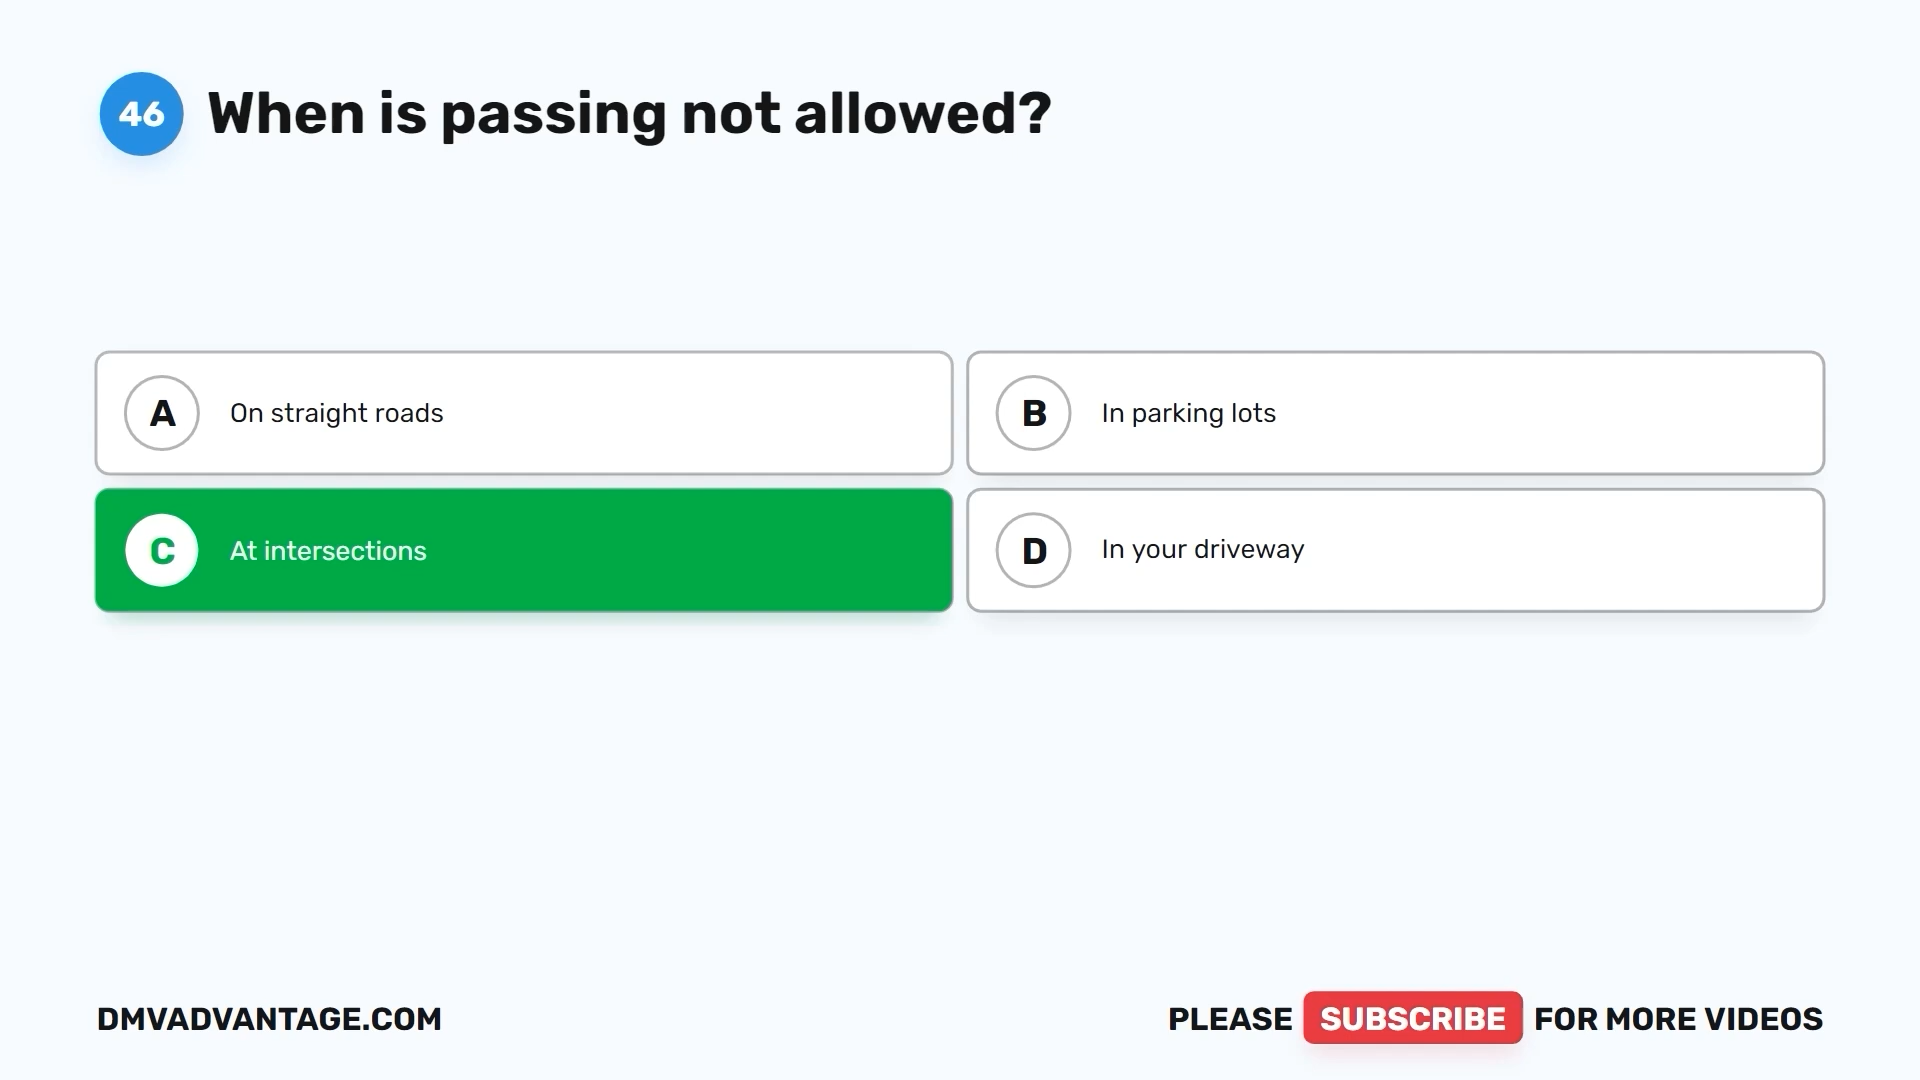 46 When is passing not allowed?
A On straight roads
B In parking lots
C At intersections
D In your driveway
DMVADVANTAGE.COM
PLEASE SUBSCRIBE FOR MORE VIDEOS